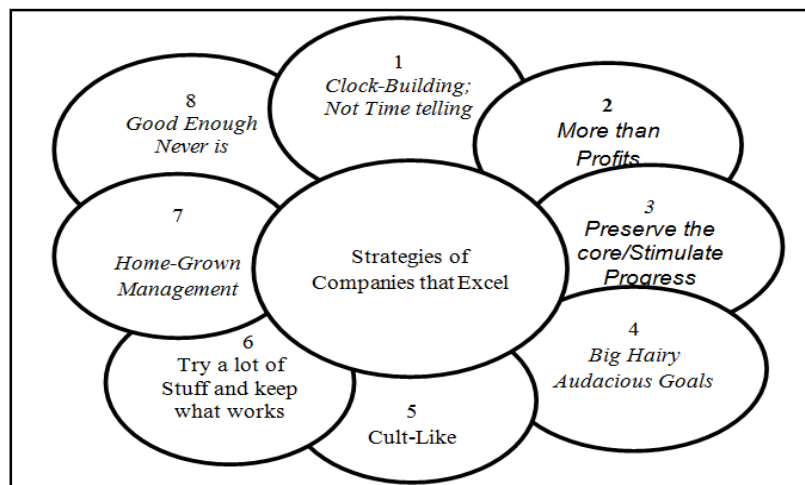 1
Clock-Building;
Not Time telling
2
More than
Profits
3
Preserve the
core/Stimulate
Progress
4
Big Hairy
Audacious Goals
5
Cult-Like
6
Try a lot of
Stuff and keep
what works
7
Home-Grown
Management
8
Good Enough
Never is
Strategies of
Companies that Excel